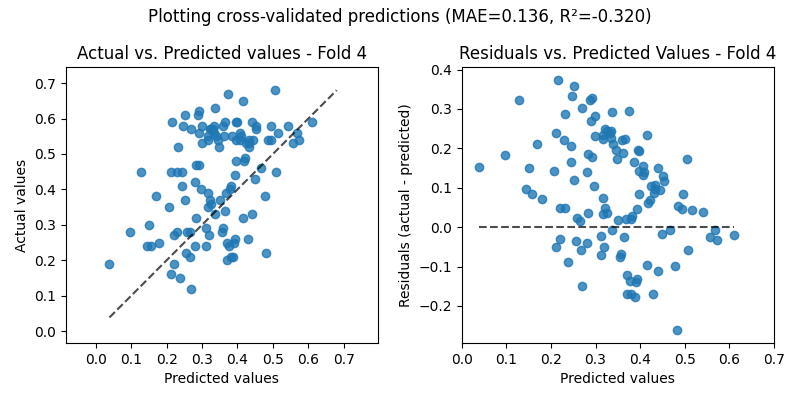 Plotting cross-validated predictions (MAE=0.136, R²=-0.320)
Actual vs. Predicted values - Fold 4
Actual values
0.7
0.6
0.5
0.4
0.3
0.2
0.1
0.0
0.0 0.1 0.2 0.3 0.4 0.5 0.6 0.7
Predicted values
Residuals vs. Predicted Values - Fold 4
Residuals (actual - predicted)
0.4
0.3
0.2
0.1
0.0
−0.1
−0.2
0.0 0.1 0.2 0.3 0.4 0.5 0.6 0.7
Predicted values